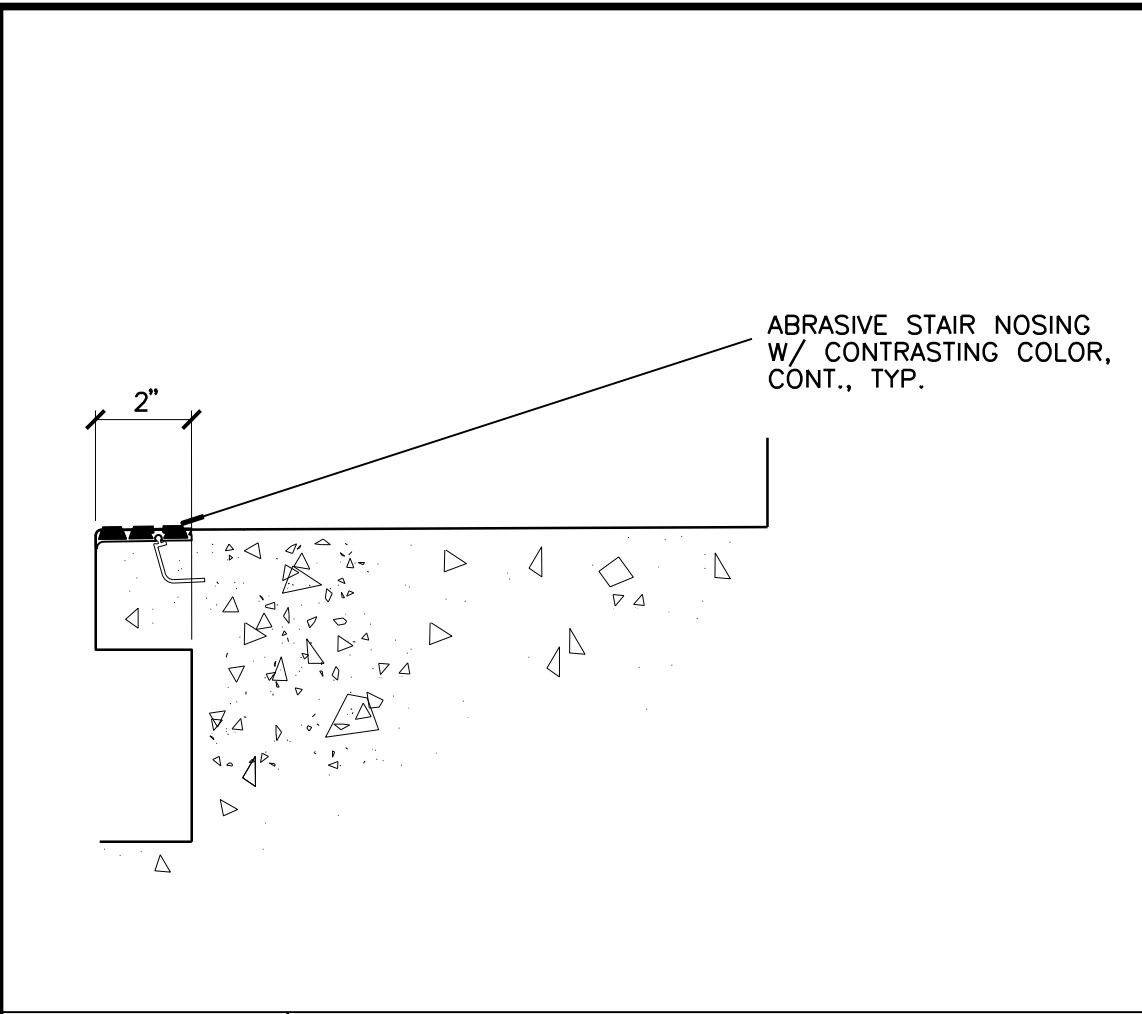 ABRASIVE STAIR NOSING
W/ CONTRASTING COLOR,
CONT., TYP.
2"